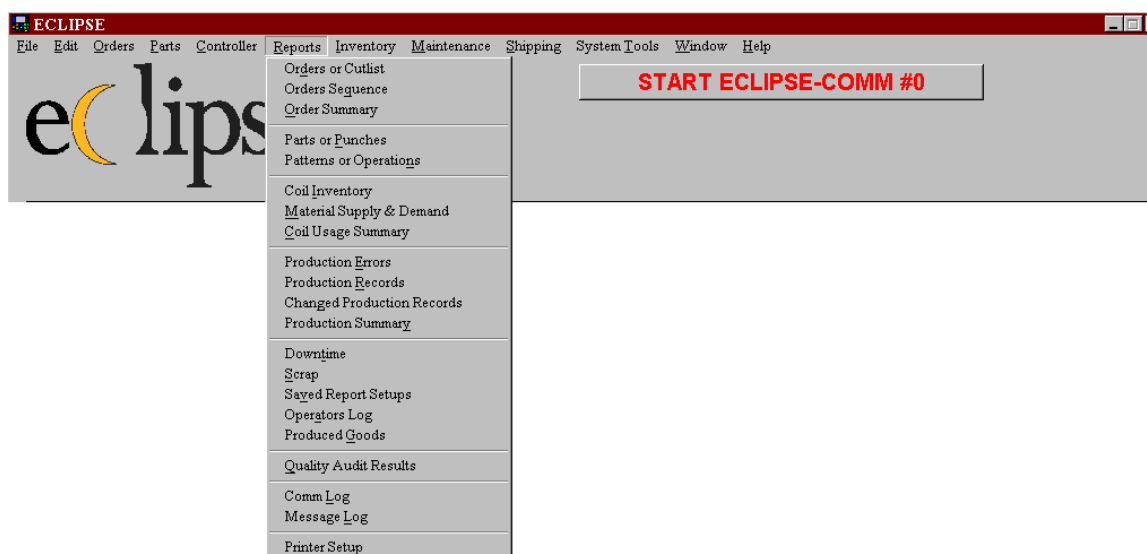 ECLIPSE
File Edit Orders Parts Controller Reports Inventory Maintenance Shipping System Tools Window Help
eclips
START ECLIPSE-COMM #0
Orders or Cutlist
Orders Sequence
Order Summary
Parts or Punches
Patterns or Operations
Coil Inventory
Material Supply & Demand
Coil Usage Summary
Production Errors
Production Records
Changed Production Records
Production Summary
Downtime
Scrap
Saved Report Setups
Operators Log
Produced Goods
Quality Audit Results
Comm Log
Message Log
Printer Setup